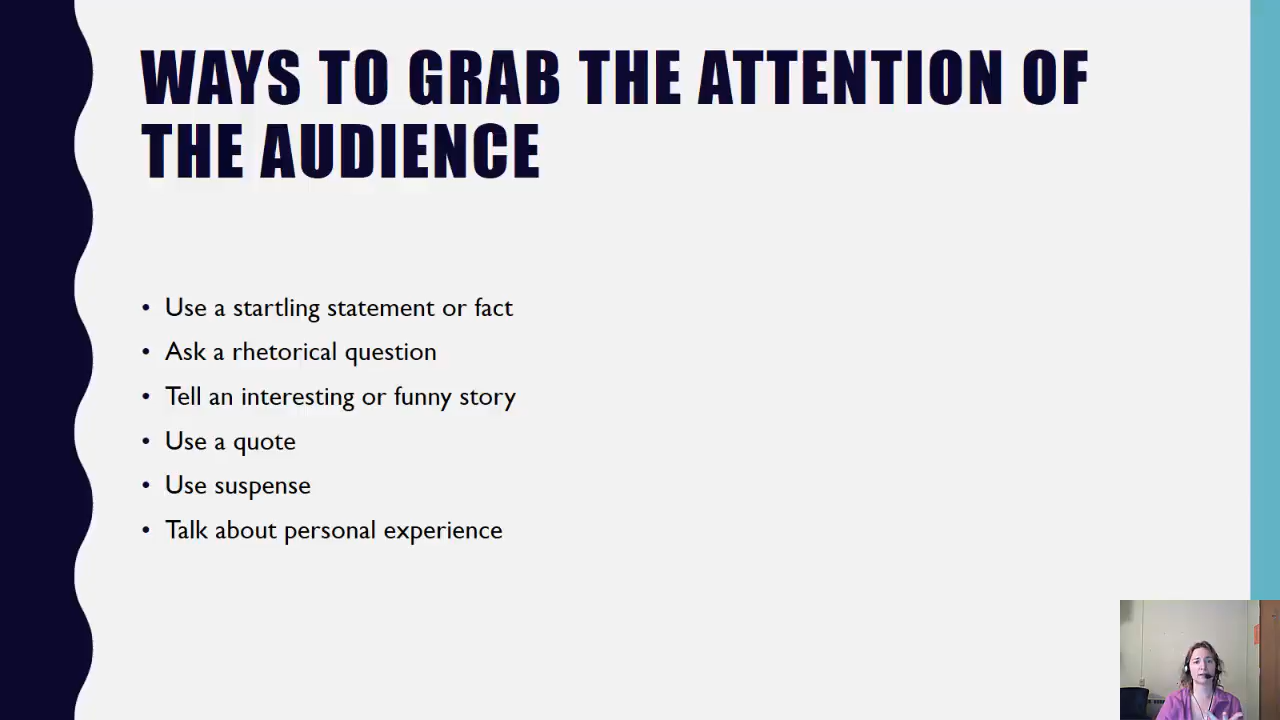 WAYS TO GRAB THE ATTENTION OF
THE AUDIENCE
• Use a startling statement or fact
• Ask a rhetorical question
• Tell an interesting or funny story
• Use a quote
• Use suspense
• Talk about personal experience